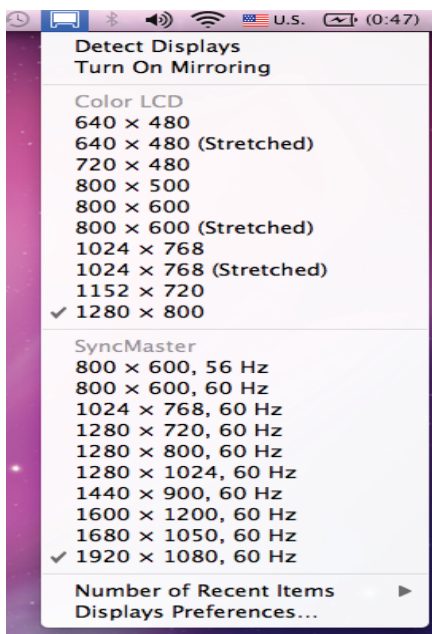 U.S. (0:47)
Detect Displays
Turn On Mirroring
Color LCD
640 × 480
640 × 480 (Stretched)
720 × 480
800 × 500
800 × 600
800 × 600 (Stretched)
1024 × 768
1024 × 768 (Stretched)
1152 × 720
✓ 1280 × 800
SyncMaster
800 × 600, 56 Hz
800 × 600, 60 Hz
1024 × 768, 60 Hz
1280 × 720, 60 Hz
1280 × 800, 60 Hz
1280 × 1024, 60 Hz
1440 × 900, 60 Hz
1600 × 1200, 60 Hz
1680 × 1050, 60 Hz
✓ 1920 × 1080, 60 Hz
Number of Recent Items
Displays Preferences...